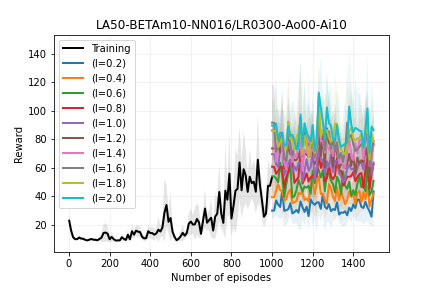 LA50-BETAm10-NN016/LR0300-Ao00-Ai10
140
120
100
80
60
40
20
Reward
Training
(l=0.2)
(l=0.4)
(l=0.6)
(l=0.8)
(l=1.0)
(l=1.2)
(l=1.4)
(l=1.6)
(l=1.8)
(l=2.0)
0 200 400 600 800 1000 1200 1400
Number of episodes